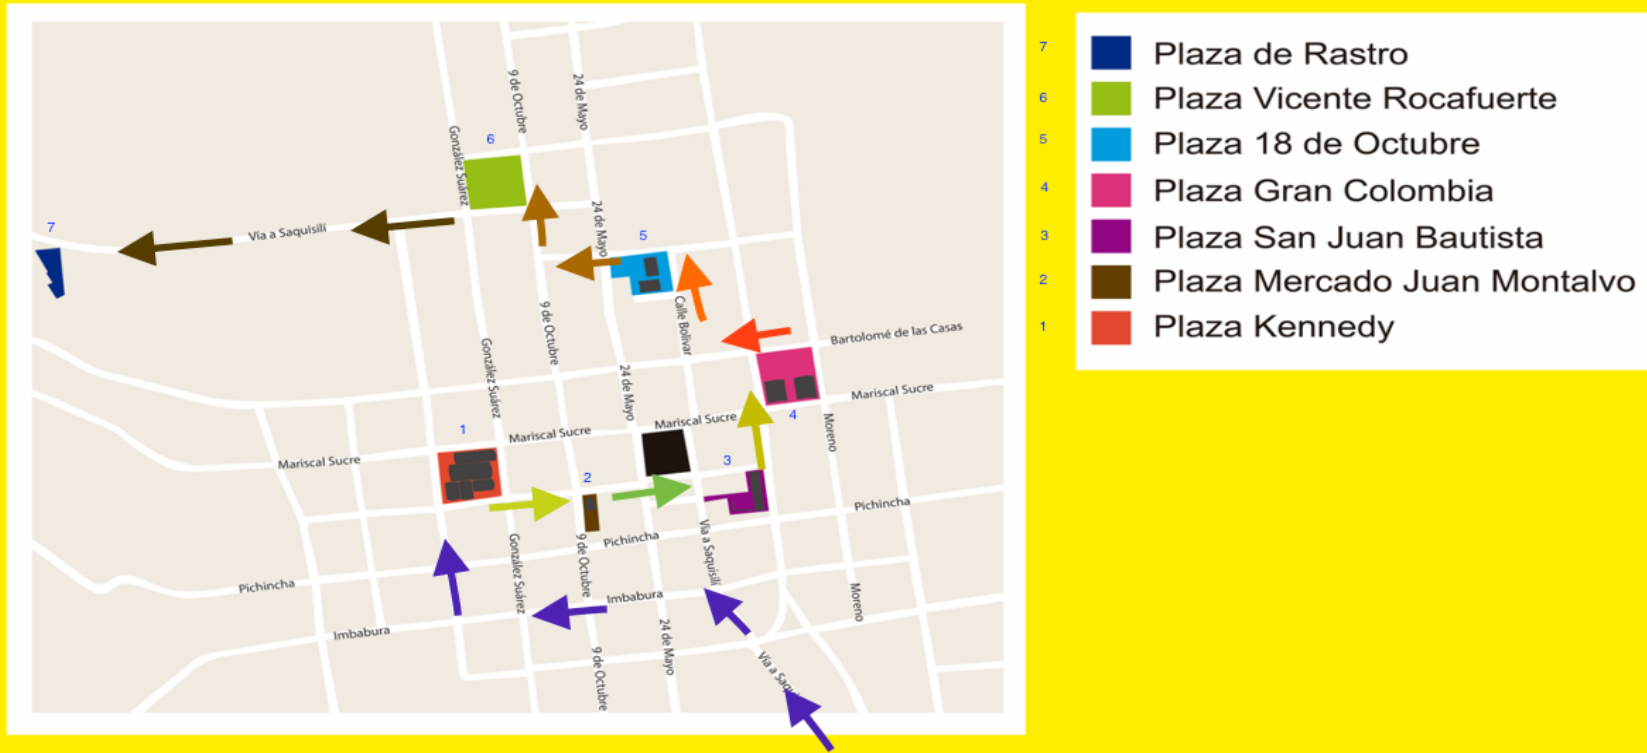 9 de Octubre
24 de Mayo
González Suárez
6
7
Vía a Saquisilí
24 de Mayo
5
9 de Octubre
Calle Bolívar
Bartolomé de las Casas
González Suárez
24 de Mayo
Mariscal Sucre
Mariscal Sucre
4
Moreno
1
Mariscal Sucre
Mariscal Sucre
3
2
Pichincha
Vía a Saquisilí
Pichincha
9 de Octubre
González Suárez
Pichincha
Imbabura
Moreno
Imbabura
24 de Mayo
9 de Octubre
Vía a
7 Plaza de Rastro
6 Plaza Vicente Rocafuerte
5 Plaza 18 de Octubre
4 Plaza Gran Colombia
3 Plaza San Juan Bautista
2 Plaza Mercado Juan Montalvo
1 Plaza Kennedy